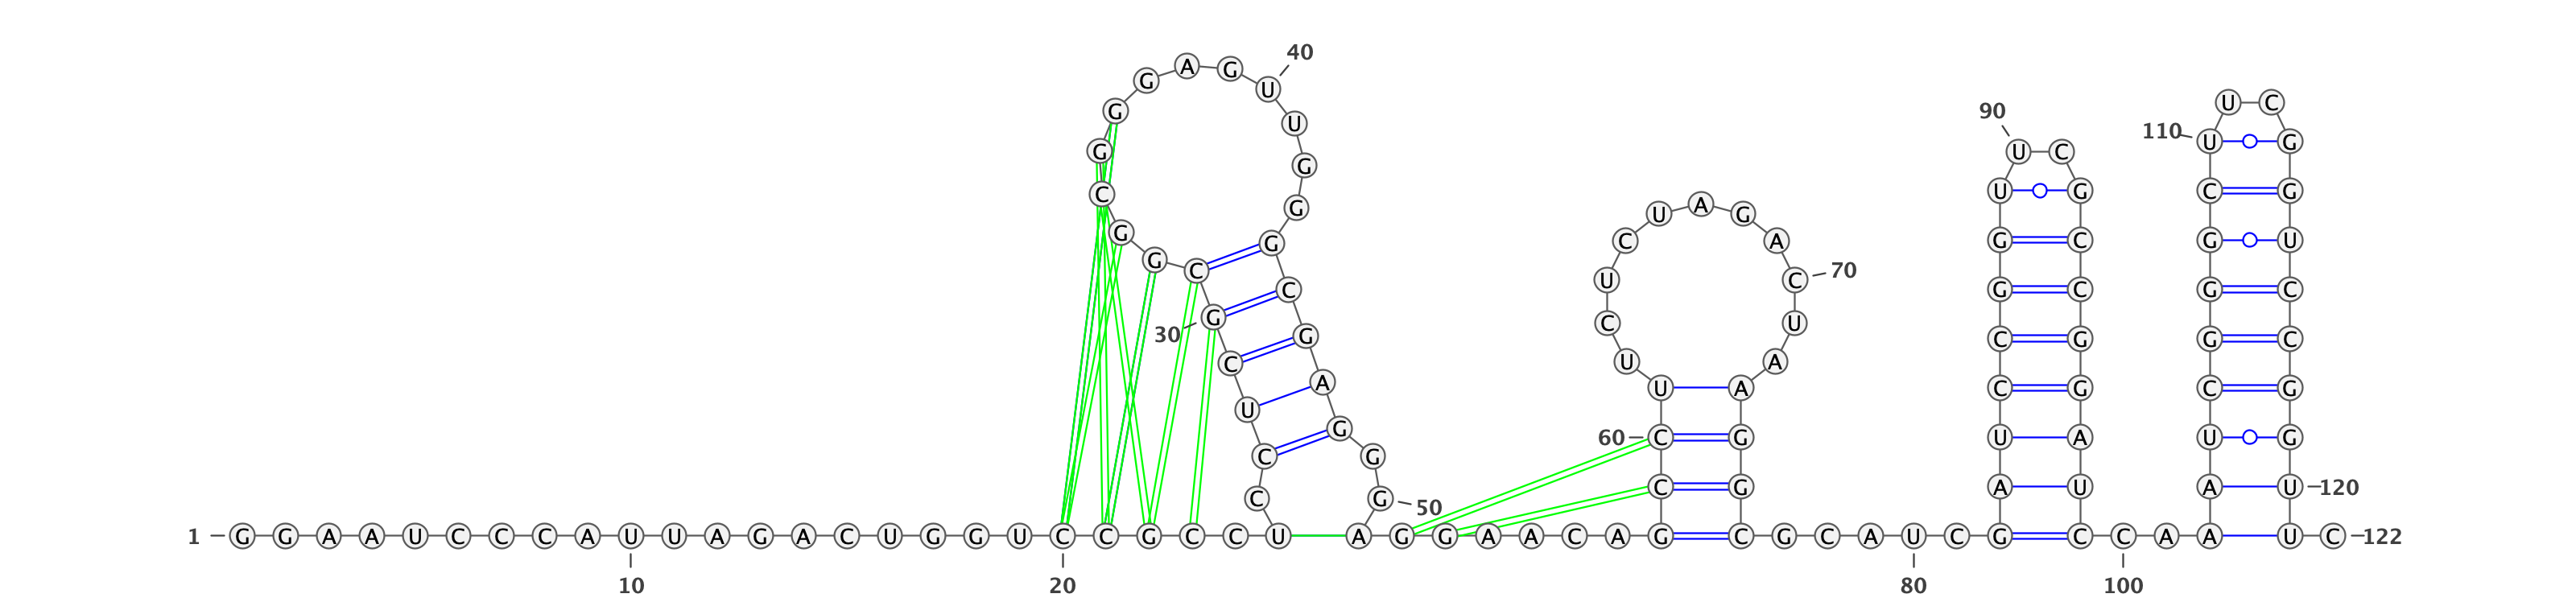 1 G G A A U C C C A U U A G A C U G G U C C G C C U
C C U C G C G G C G G G A G U U G G G C G A G G G
A G G A A C A G
C C U U C U C U A G A C U A A G G
C G C A U C G
A U C C G G U U C G C C G G A U
C C A A
A U C G G G C U U C G G U C C G G U
U C 122
10 20 30 40 50 60 70 80 90 100 110 120